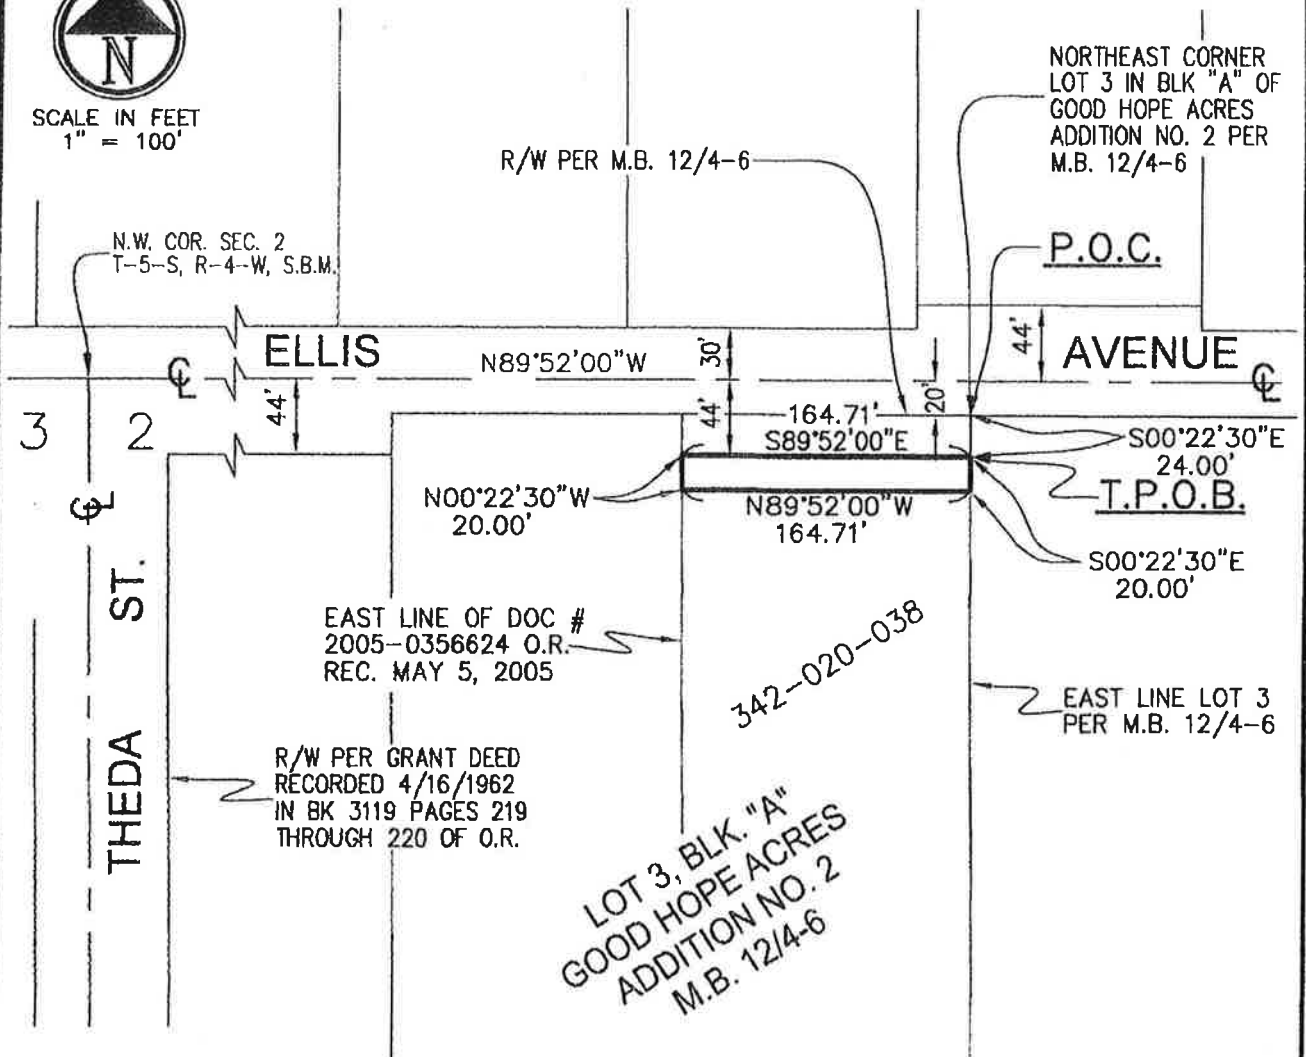 N
SCALE IN FEET
1" = 100'
NORTHEAST CORNER
LOT 3 IN BLK "A" OF
GOOD HOPE ACRES
ADDITION NO. 2 PER
M.B. 12/4-6
R/W PER M.B. 12/4-6
N.W. COR. SEC. 2
T-5-S, R-4-W, S.B.M.
P.O.C.
ELLIS
N89°52'00"W
30'
44'
AVENUE
CL
CL
44'
44'
20'
164.71'
S89°52'00"E
S00°22'30"E
24.00'
3
2
T.P.O.B.
N00°22'30"W
20.00'
N89°52'00"W
164.71'
CL
S00°22'30"E
20.00'
THEDA ST.
EAST LINE OF DOC #
2005-0356624 O.R.
REC. MAY 5, 2005
342-020-038
EAST LINE LOT 3
PER M.B. 12/4-6
R/W PER GRANT DEED
RECORDED 4/16/1962
IN BK 3119 PAGES 219
THROUGH 220 OF O.R.
LOT 3, BLK. "A"
GOOD HOPE ACRES
ADDITION NO. 2
M.B. 12/4-6